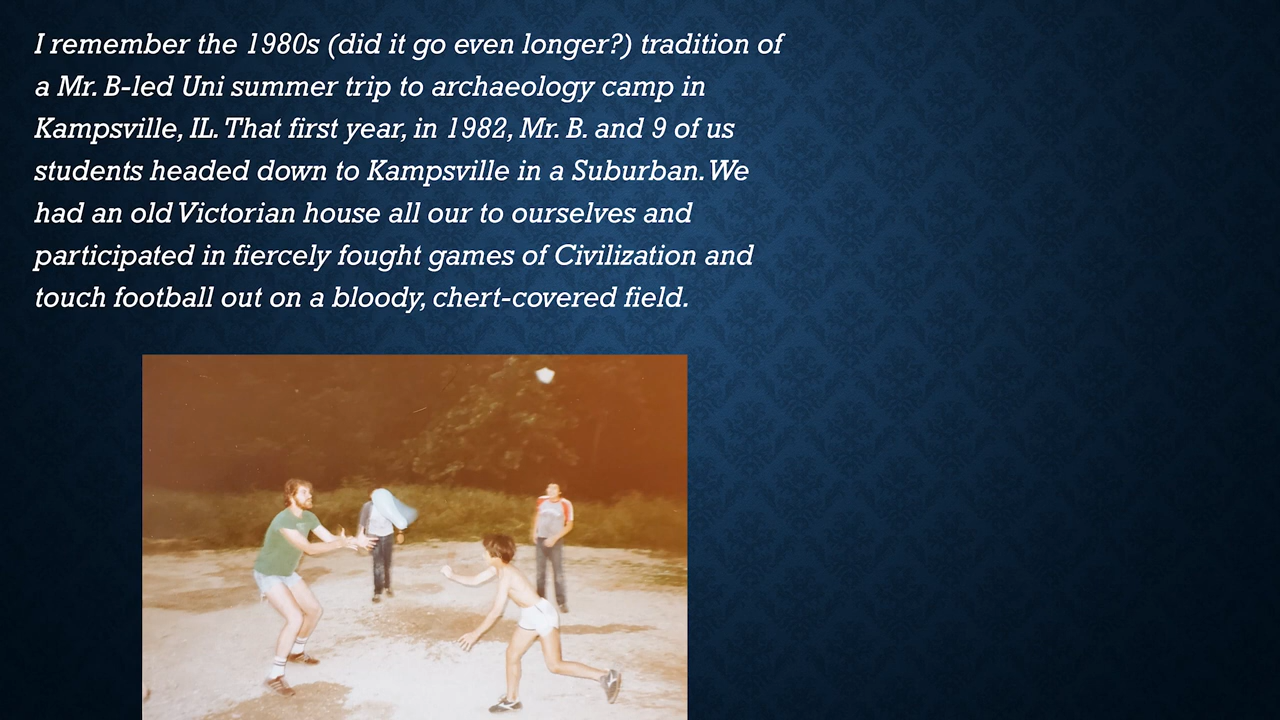 I remember the 1980s (did it go even longer?) tradition of
a Mr. B-led Uni summer trip to archaeology camp in
Kampsville, IL. That first year, in 1982, Mr. B. and 9 of us
students headed down to Kampsville in a Suburban. We
had an old Victorian house all our to ourselves and
participated in fiercely fought games of Civilization and
touch football out on a bloody, chert-covered field.